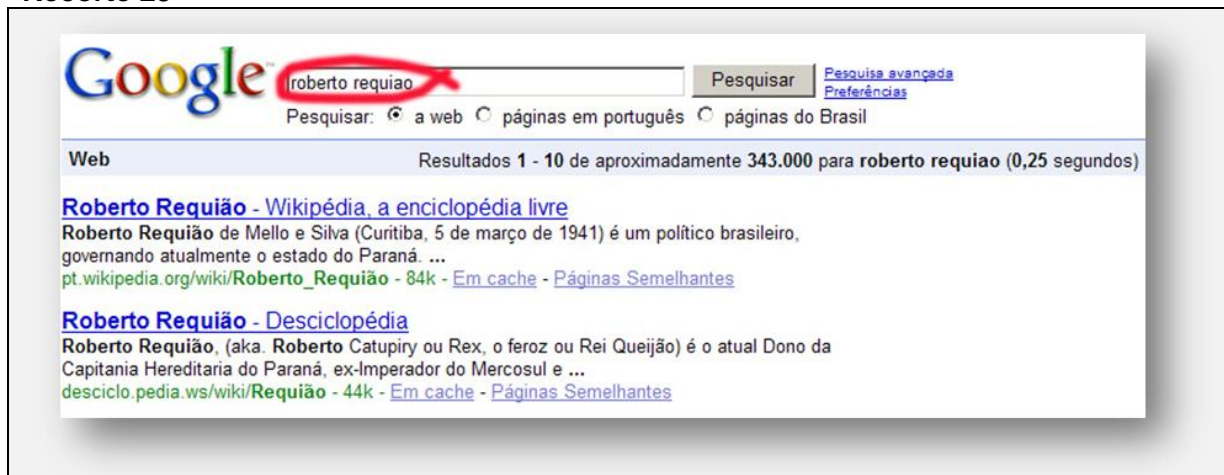 Google™ roberto requiao Pesquisar Pesquisa avançada
Preferências
Pesquisar: a web páginas em português páginas do Brasil
Web Resultados 1 - 10 de aproximadamente 343.000 para roberto requiao (0,25 segundos)
Roberto Requião - Wikipédia, a enciclopédia livre
Roberto Requião de Mello e Silva (Curitiba, 5 de março de 1941) é um político brasileiro,
governando atualmente o estado do Paraná. ...
pt.wikipedia.org/wiki/Roberto_Requião - 84k - Em cache - Páginas Semelhantes
Roberto Requião - Desciclopédia
Roberto Requião, (aka. Roberto Catupiry ou Rex, o feroz ou Rei Queijão) é o atual Dono da
Capitania Hereditaria do Paraná, ex-Imperador do Mercosul e ...
desciclo.pedia.ws/wiki/Requião - 44k - Em cache - Páginas Semelhantes